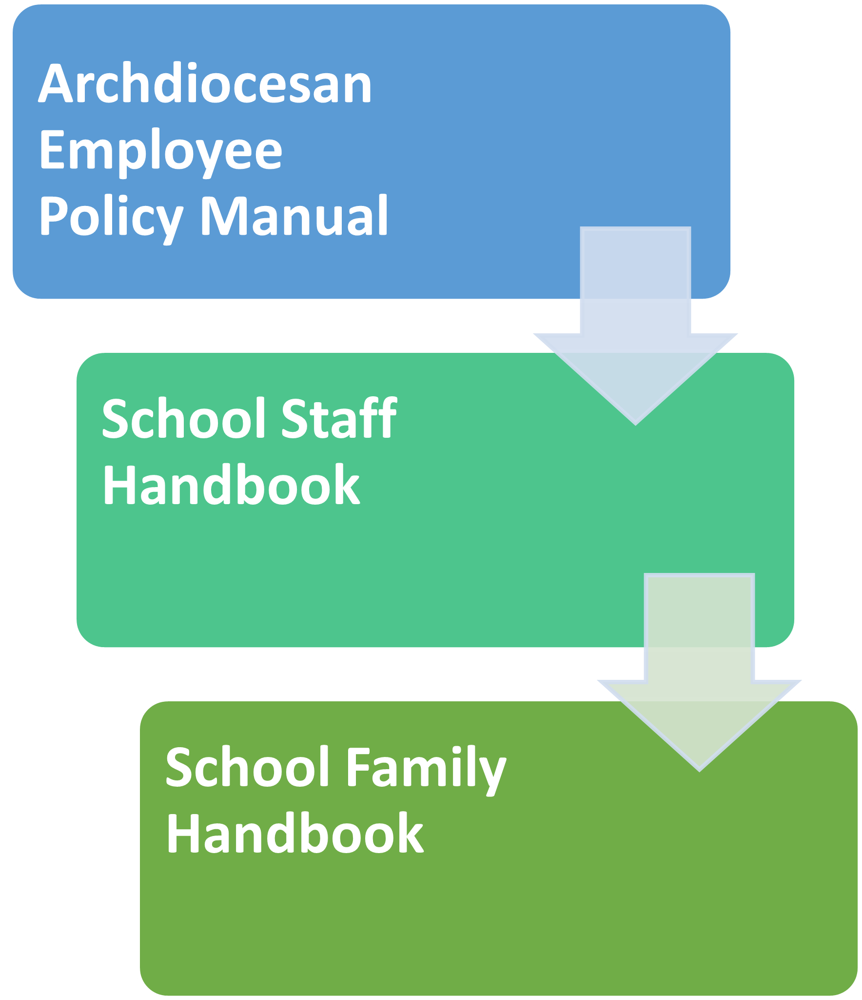 Archdiocesan
Employee
Policy Manual
School Staff
Handbook
School Family
Handbook